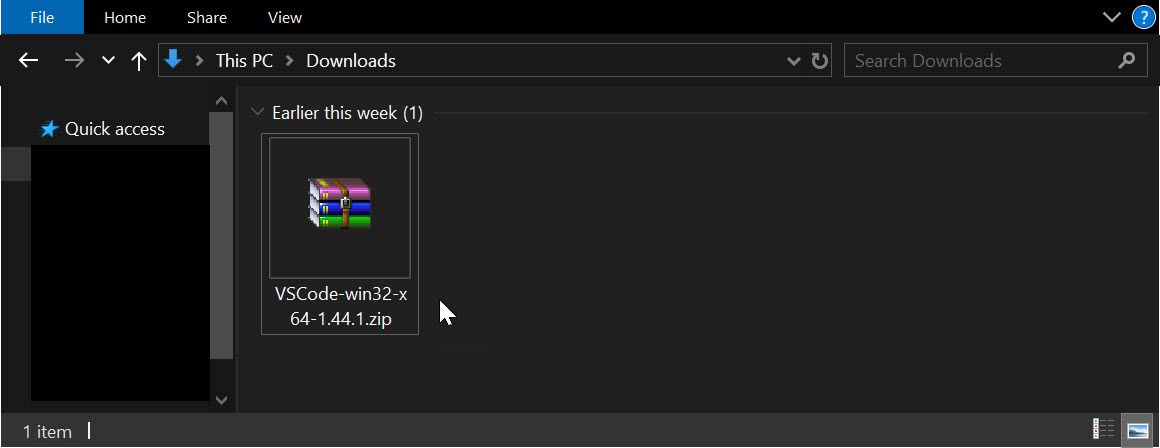 File Home Share View
This PC Downloads Search Downloads
Quick access
Earlier this week (1)
VSCode-win32-x
64-1.44.1.zip
1 item